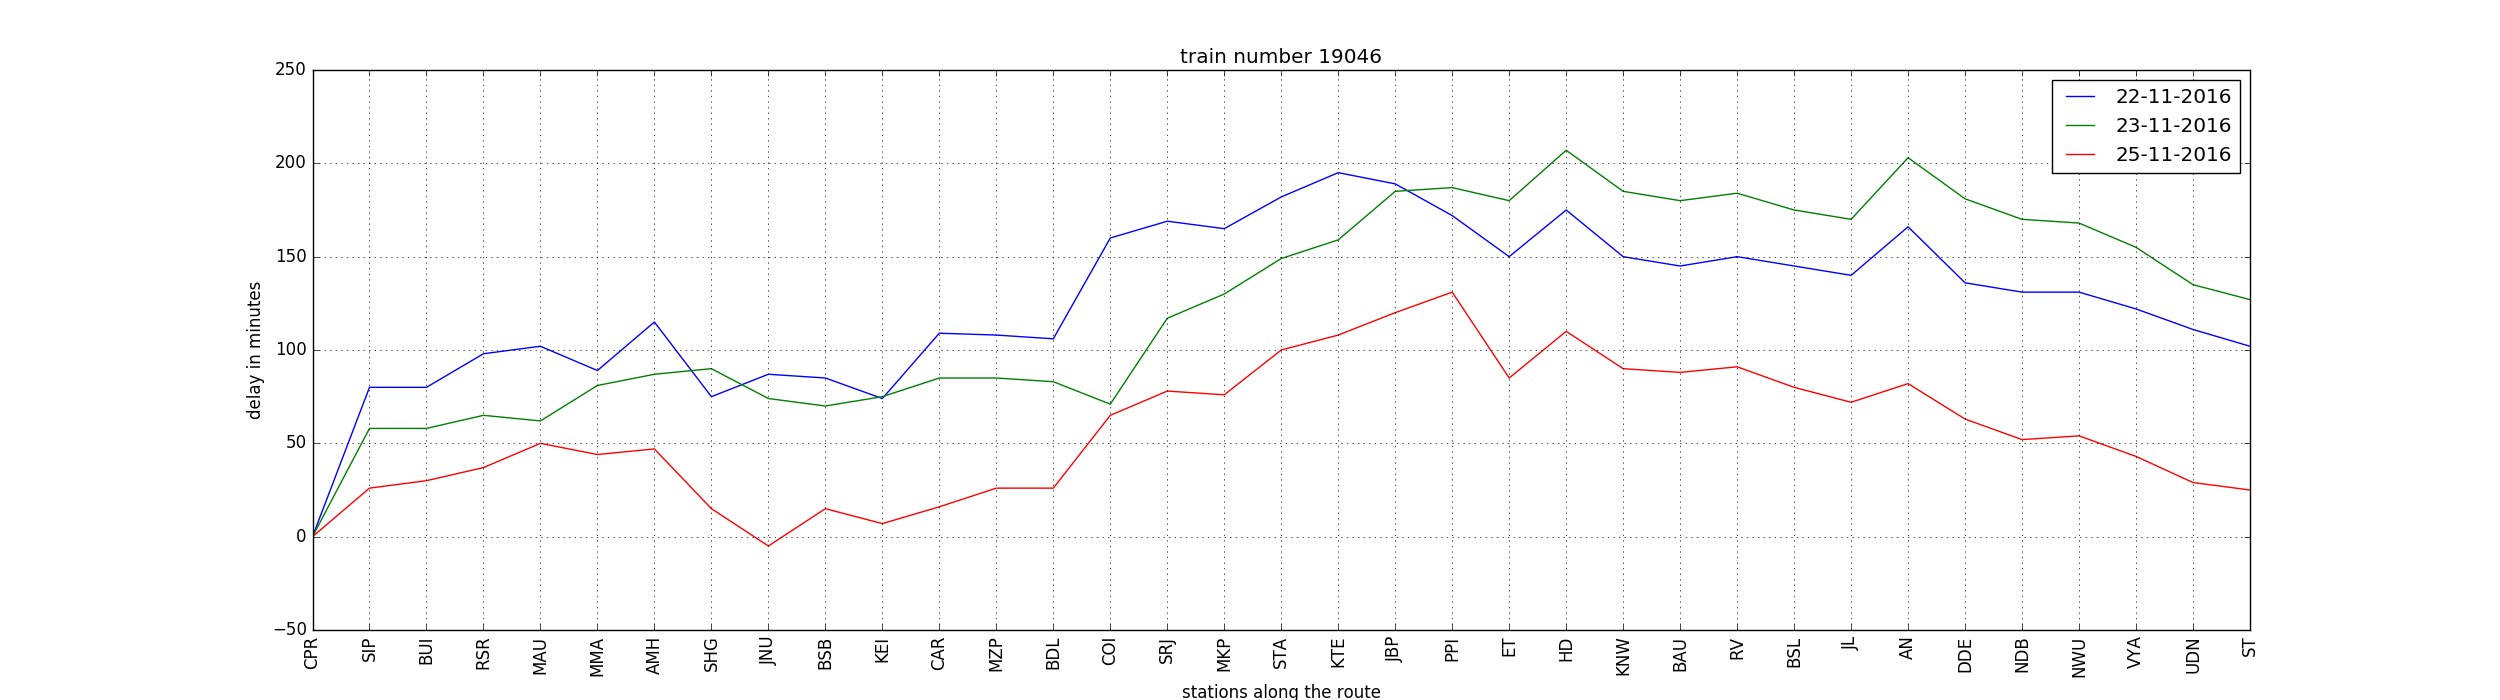 train number 19046
250
200
150
100
50
0
−50
delay in minutes
22-11-2016
23-11-2016
25-11-2016
CPR SIP BUI RSR MAU MMA AMH SHG JNU BSB KEI CAR MZP BDL COI SRJ MKP STA KTE JBP PPI ET HD KNW BAU RV BSL JL AN DDE NDB NWU VYA UDN ST
stations along the route